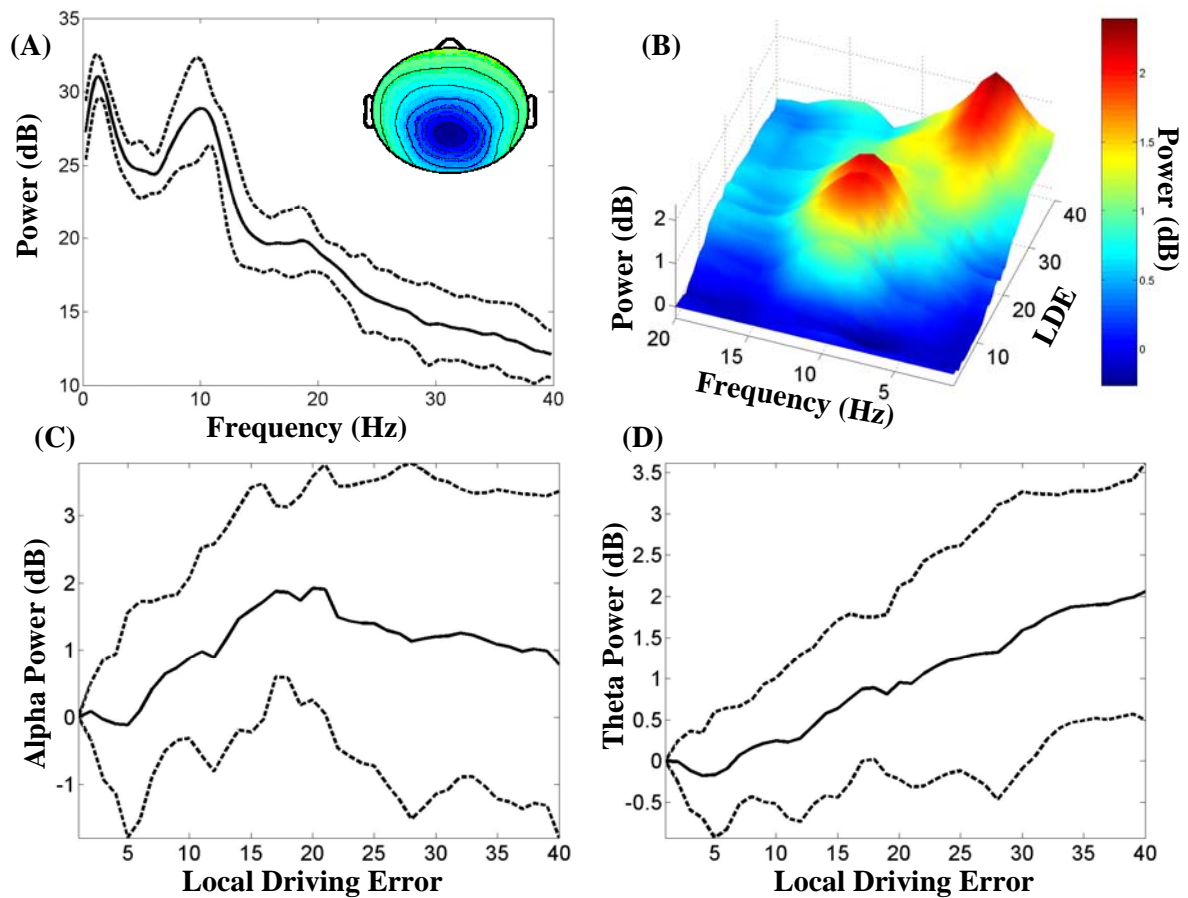 (A)
35
30
25
20
15
10
Power (dB)
0 10 20 30 40
Frequency (Hz)
(B)
2
1
0
Power (dB)
20 15 10 5
Frequency (Hz)
10 20 30 40
LDE
2
1.5
1
0.5
0
Power (dB)
(C)
3
2
1
0
-1
Alpha Power (dB)
5 10 15 20 25 30 35 40
Local Driving Error
(D)
3.5
3
2.5
2
1.5
1
0.5
0
-0.5
Theta Power (dB)
5 10 15 20 25 30 35 40
Local Driving Error